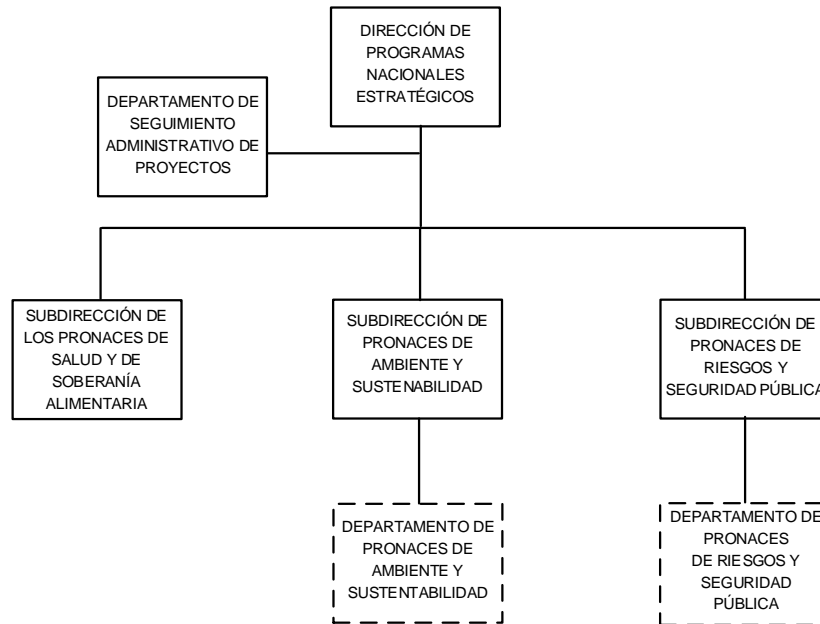 DIRECCIÓN DE
PROGRAMAS
NACIONALES
ESTRATÉGICOS
DEPARTAMENTO DE
SEGUIMIENTO
ADMINISTRATIVO DE
PROYECTOS
SUBDIRECCIÓN DE
LOS PRONACES DE
SALUD Y DE
SOBERANÍA
ALIMENTARIA
SUBDIRECCIÓN DE
PRONACES DE
AMBIENTE Y
SUSTENABILIDAD
SUBDIRECCIÓN DE
PRONACES DE
RIESGOS Y
SEGURIDAD PÚBLICA
DEPARTAMENTO DE
PRONACES DE
AMBIENTE Y
SUSTENTABILIDAD
DEPARTAMENTO DE
PRONACES
DE RIESGOS Y
SEGURIDAD
PÚBLICA